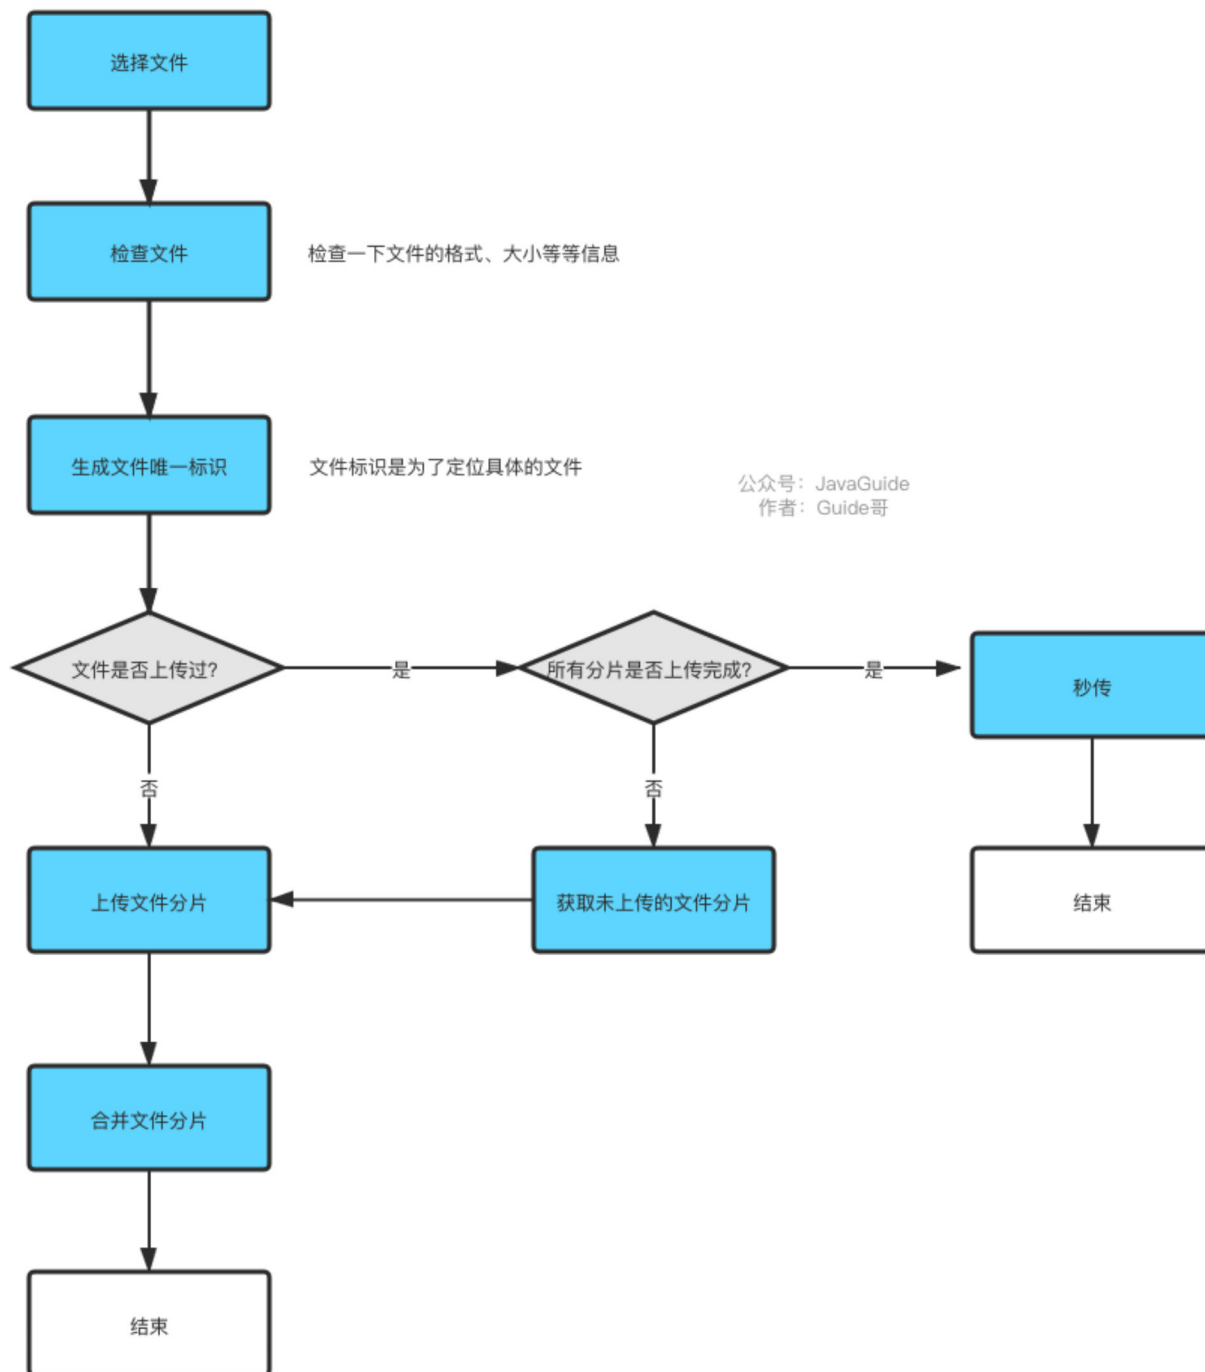 选择文件
检查文件
检查一下文件的格式、大小等等信息
生成文件唯一标识
文件标识是为了定位具体的文件
公众号：JavaGuide
作者：Guide哥
文件是否上传过?
是
所有分片是否上传完成?
是
秒传
否
否
上传文件分片
获取未上传的文件分片
结束
合并文件分片
结束